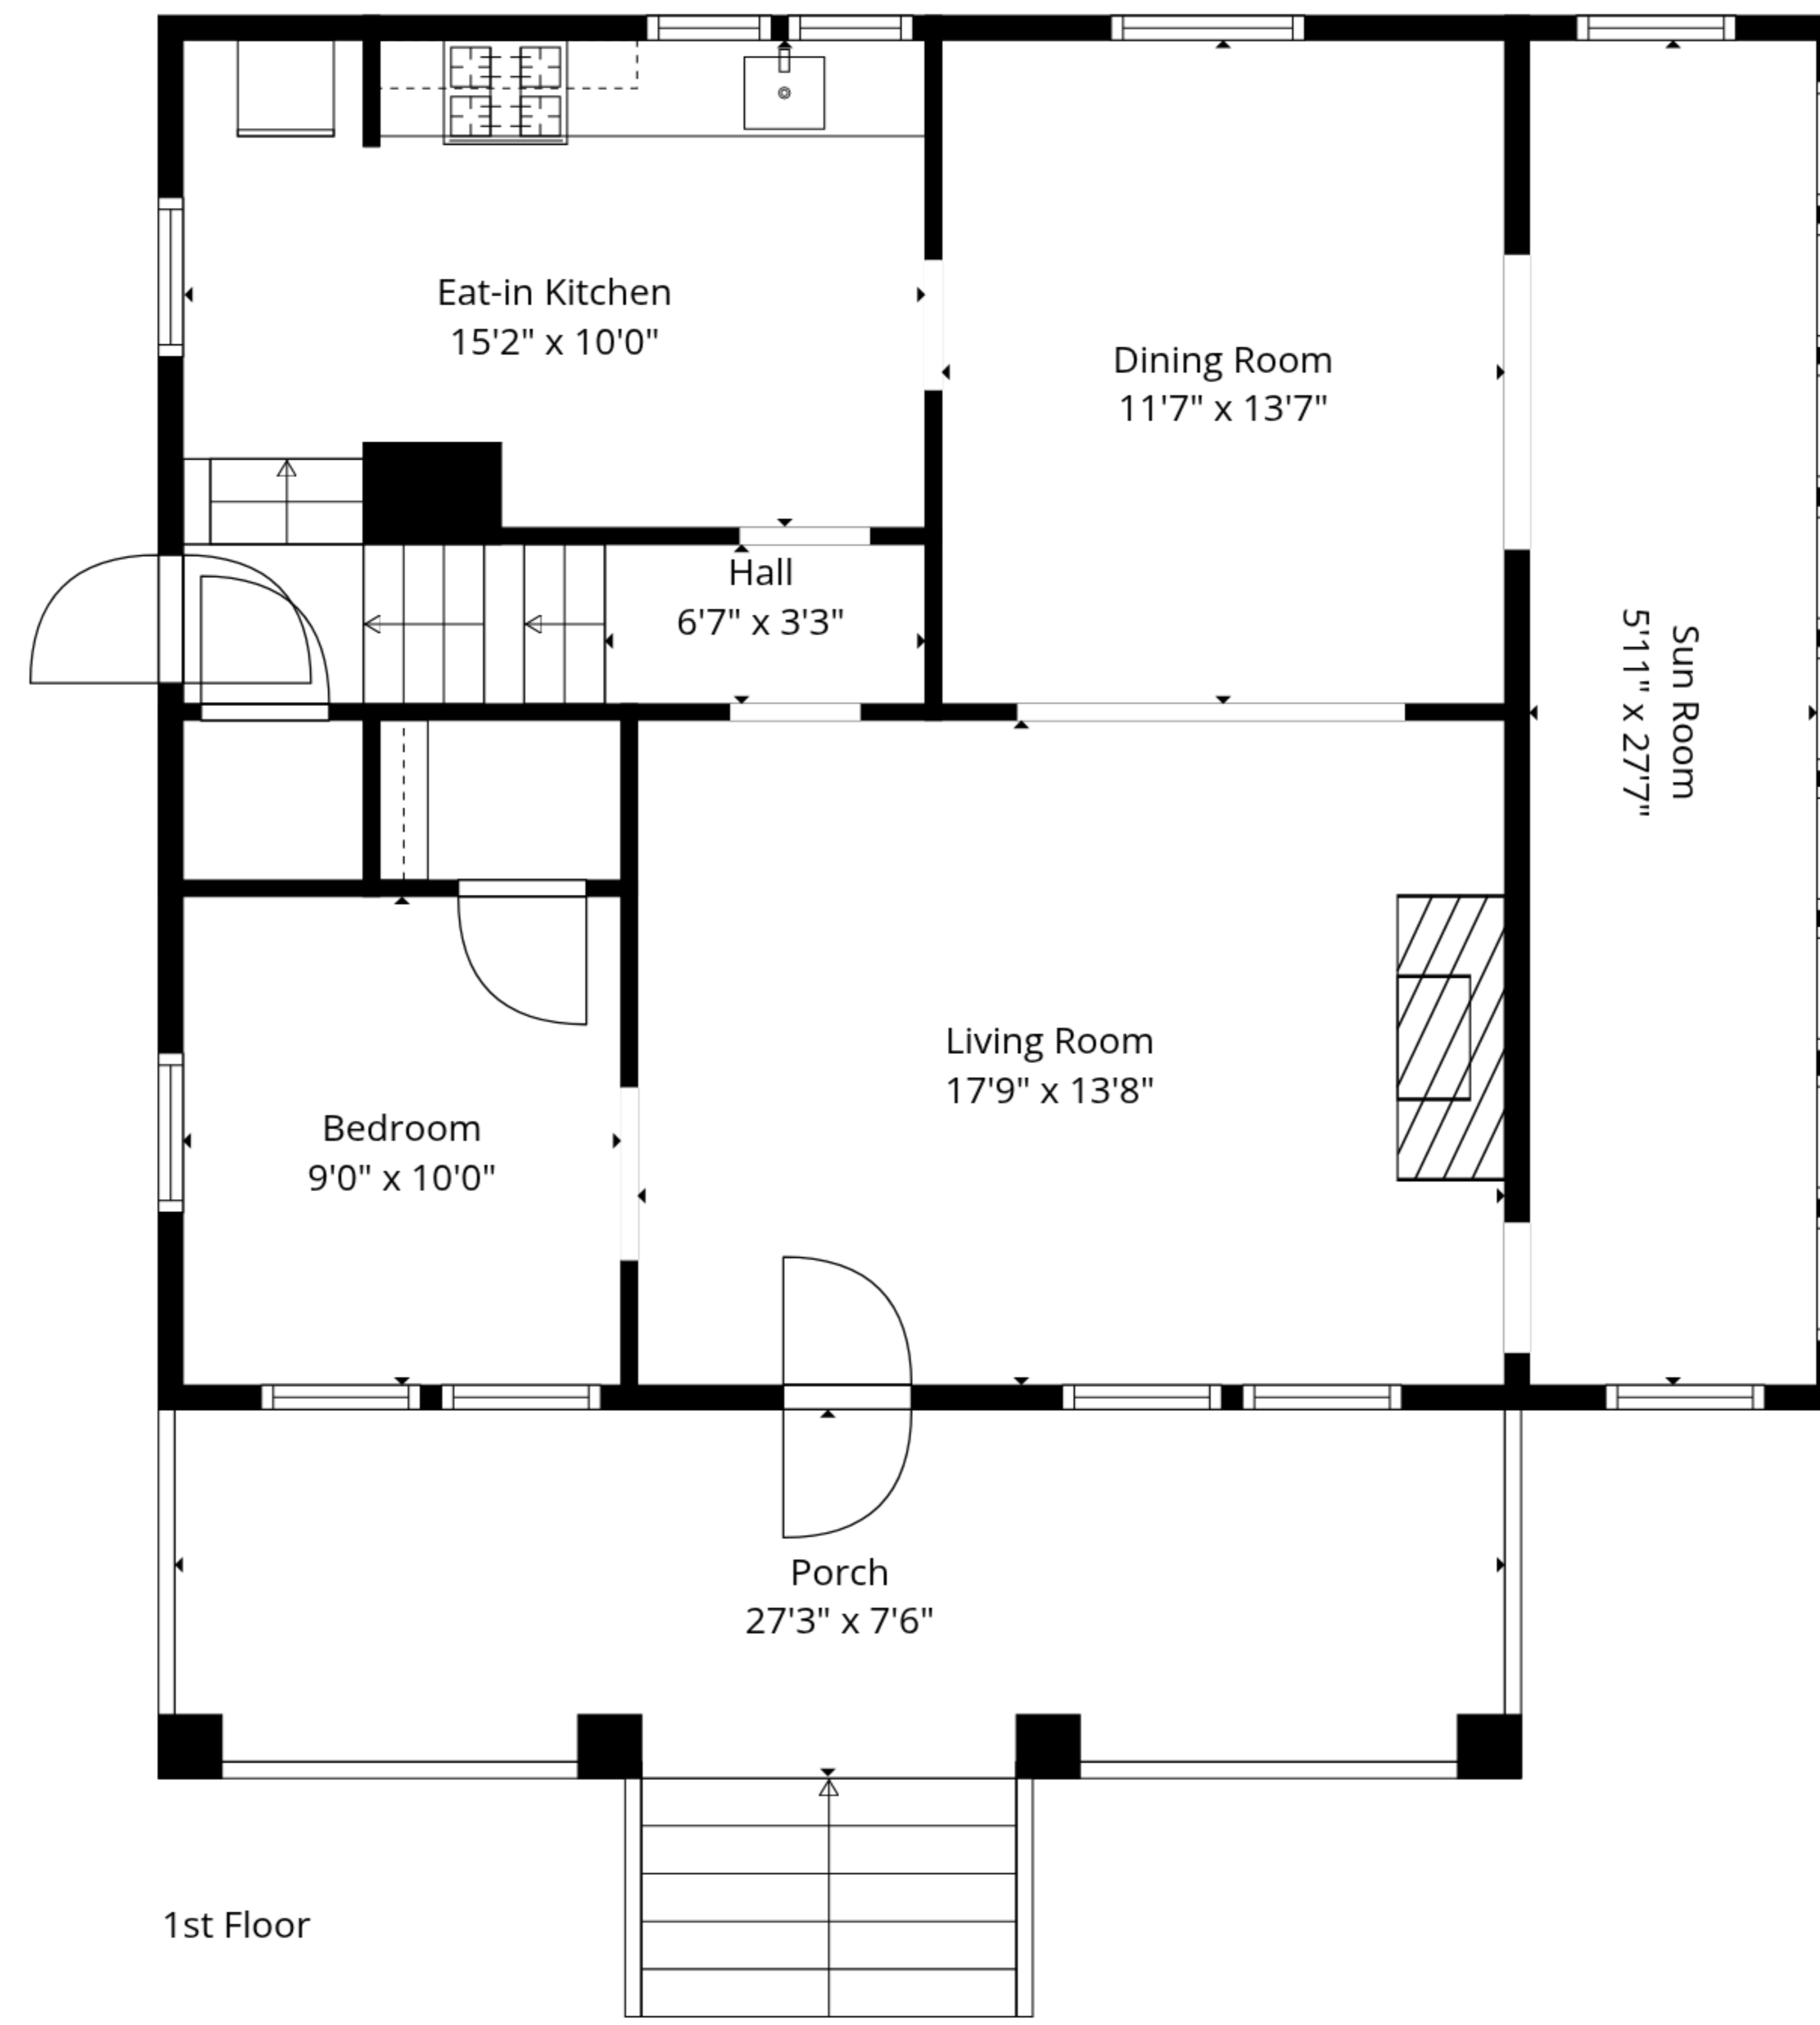 Eat-in Kitchen
15'2" x 10'0"
Dining Room
11'7" x 13'7"
Hall
6'7" x 3'3"
Sun Room
5'11" x 27'7"
Living Room
17'9" x 13'8"
Bedroom
9'0" x 10'0"
Porch
27'3" x 7'6"
1st Floor